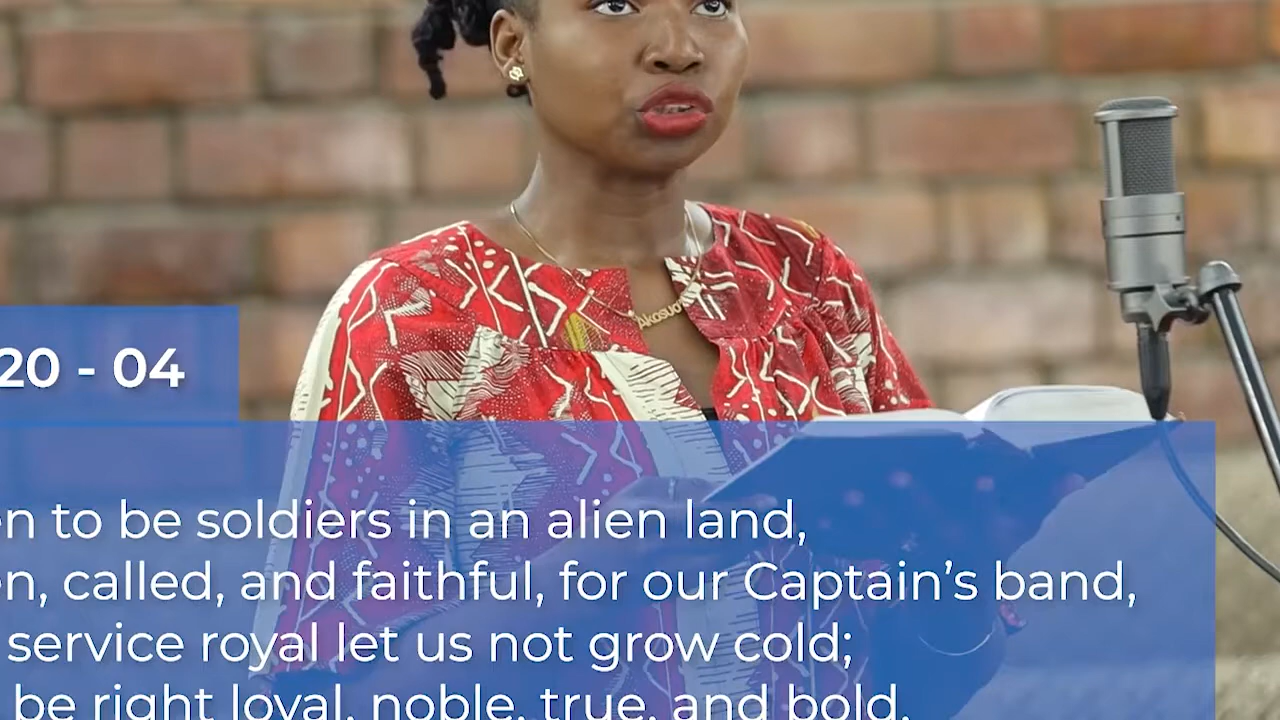 Akosuo
20 - 04
en to be soldiers in an alien land,
en, called, and faithful, for our Captain’s band,
service royal let us not grow cold;
be right loyal, noble, true, and bold.